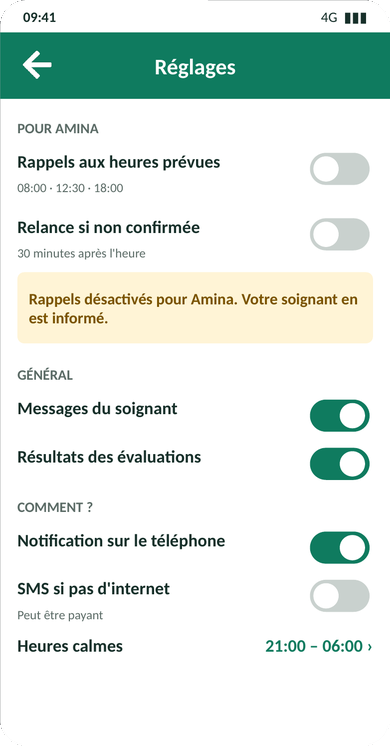 09:41
4G
Réglages
POUR AMINA
Rappels aux heures prévues
08:00 · 12:30 · 18:00
Relance si non confirmée
30 minutes après l'heure
Rappels désactivés pour Amina. Votre soignant en
est informé.
GÉNÉRAL
Messages du soignant
Résultats des évaluations
COMMENT ?
Notification sur le téléphone
SMS si pas d'internet
Peut être payant
Heures calmes
21:00 – 06:00 ›